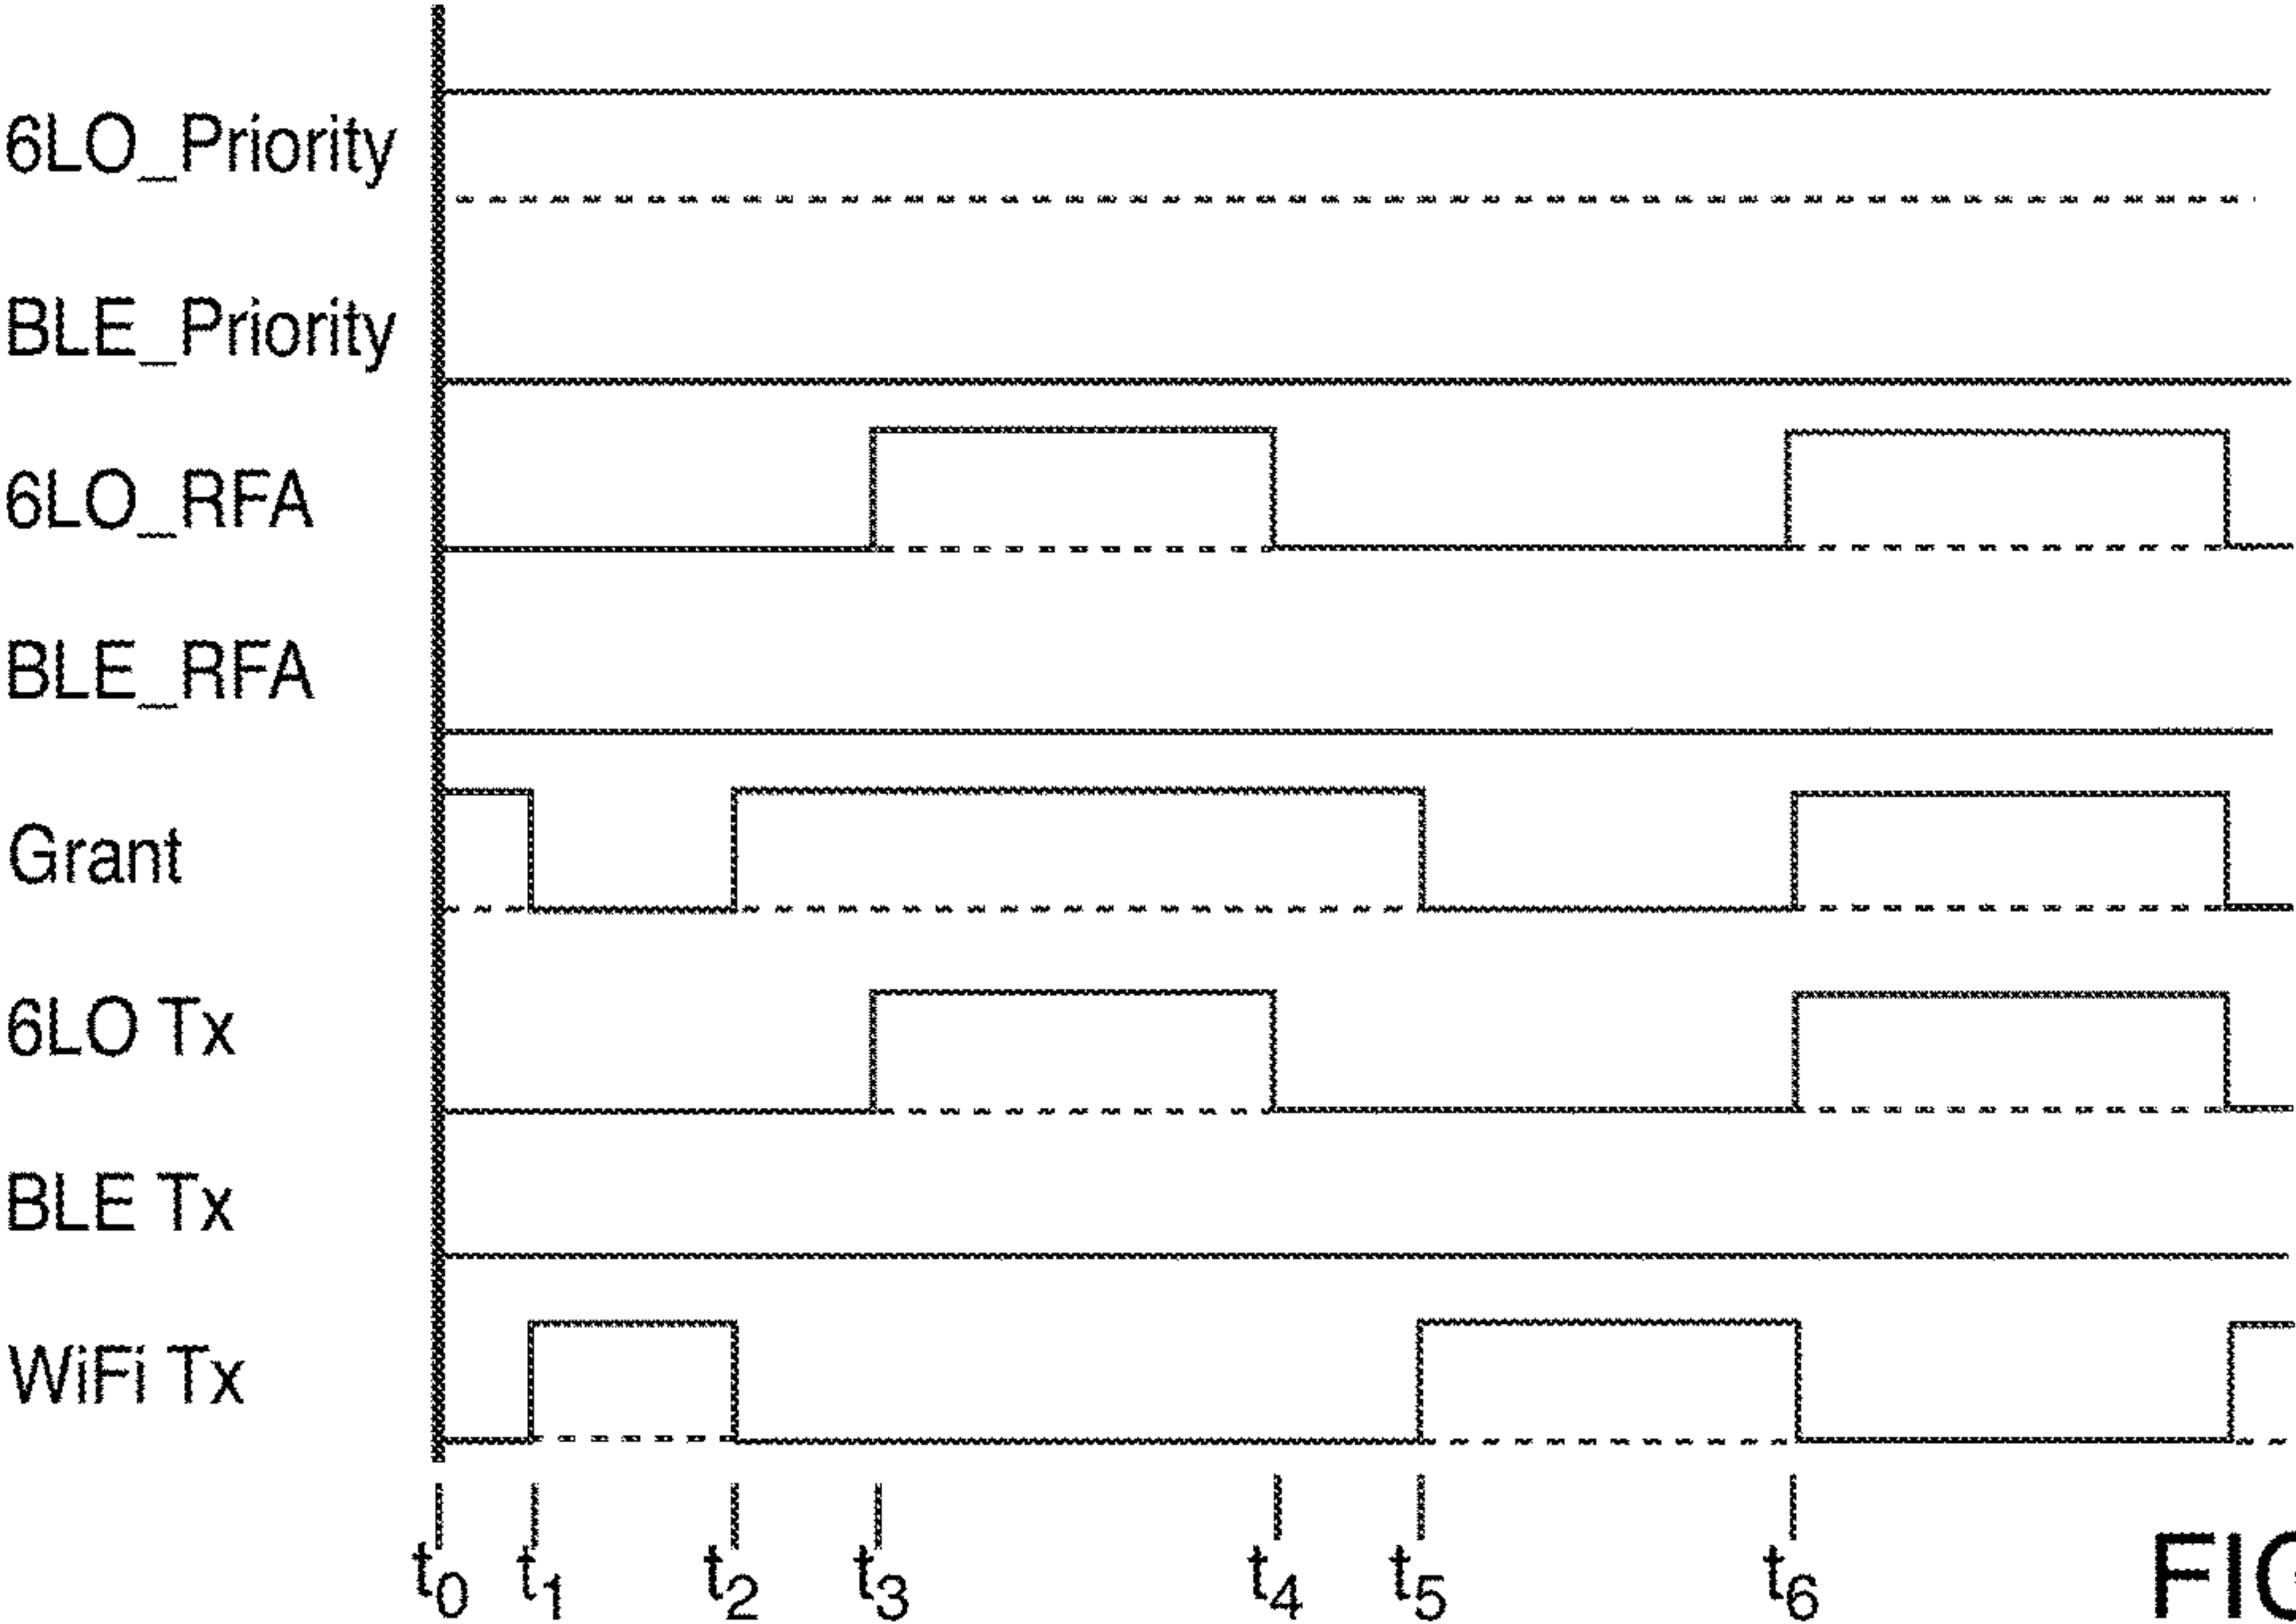 6LO_Priority
BLE_Priority
6LO_RFA
BLE_RFA
Grant
6LO Tx
BLE Tx
WiFi Tx
t0 t1 t2 t3 t4 t5 t6